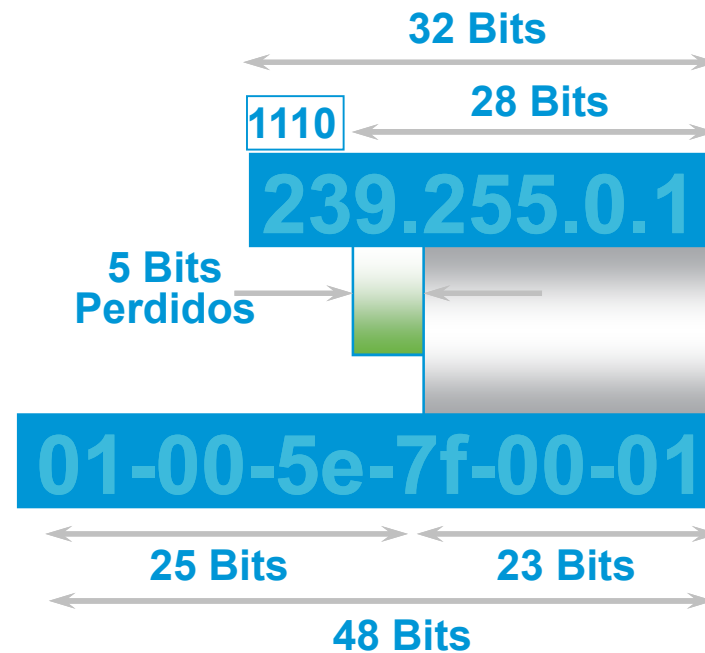 32 Bits
28 Bits
1110
239.255.0.1
5 Bits
Perdidos
01-00-5e-7f-00-01
25 Bits
23 Bits
48 Bits